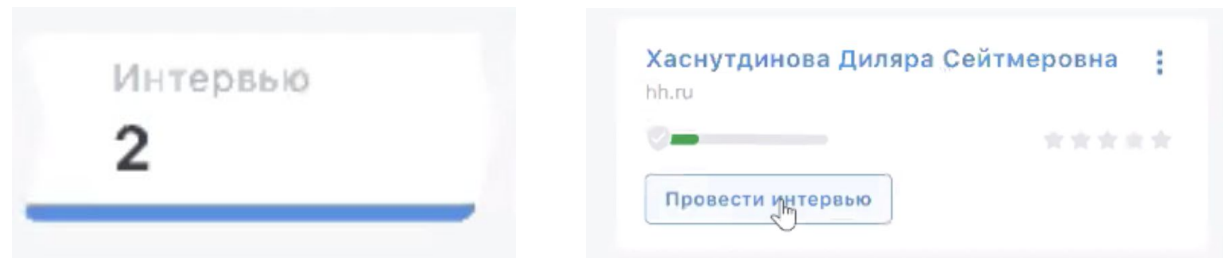 Интервью
2
Хаснутдинова Диляра Сейтмеровна
hh.ru
Провести интервью